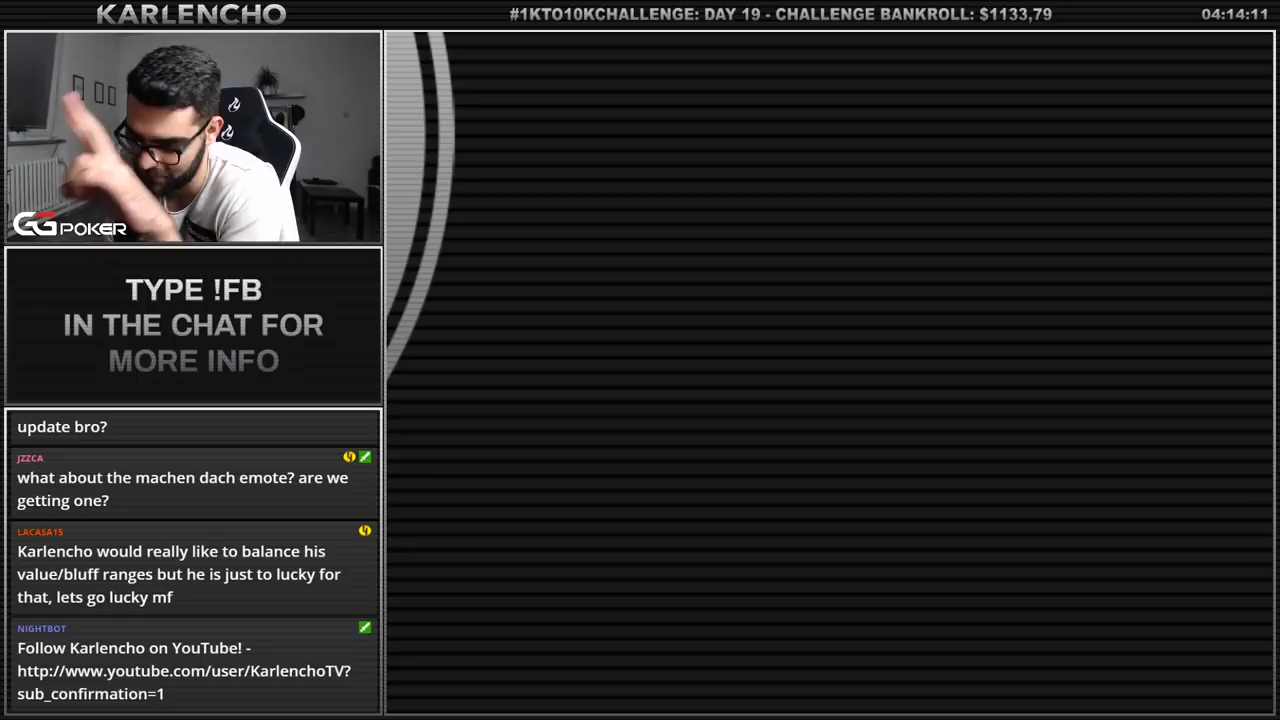 KARLENCHO
#1KTO10KCHALLENGE: DAY 19 - CHALLENGE BANKROLL: $1133,79
04:14:11
GG POKER
TYPE !FB
IN THE CHAT FOR
MORE INFO
update bro?
JZZCA
what about the machen dach emote? are we
getting one?
LACASA15
Karlencho would really like to balance his
value/bluff ranges but he is just to lucky for
that, lets go lucky mf
NIGHTBOT
Follow Karlencho on YouTube! -
http://www.youtube.com/user/KarlenchoTV?
sub_confirmation=1